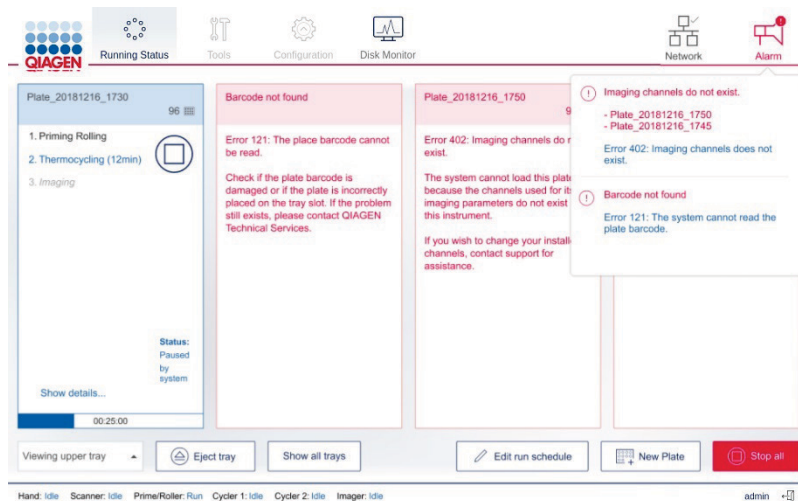 QIAGEN
Running Status
Tools
Configuration
Disk Monitor
Network
Alarm
Plate_20181216_1730
96
1. Priming Rolling
2. Thermocycling (12min)
3. Imaging
Status:
Paused
by
system
Show details...
00:25:00
Barcode not found
Error 121: The place barcode cannot
be read.
Check if the plate barcode is
damaged or if the plate is incorrectly
placed on the tray slot. If the problem
still exists, please contact QIAGEN
Technical Services.
Plate_20181216_1750
9
Error 402: Imaging channels do
exist.
The system cannot load this plate
because the channels used for its
imaging parameters do not exist
this instrument.
If you wish to change your install
channels, contact support for
assistance.
Imaging channels do not exist.
- Plate_20181216_1750
- Plate_20181216_1745
Error 402: Imaging channels does not
exist.
Barcode not found
Error 121: The system cannot read the
plate barcode.
Viewing upper tray
Eject tray
Show all trays
Edit run schedule
New Plate
Stop all
Hand: Idle Scanner: Idle Prime/Roller: Run Cycler 1: Idle Cycler 2: Idle Imager: Idle
admin